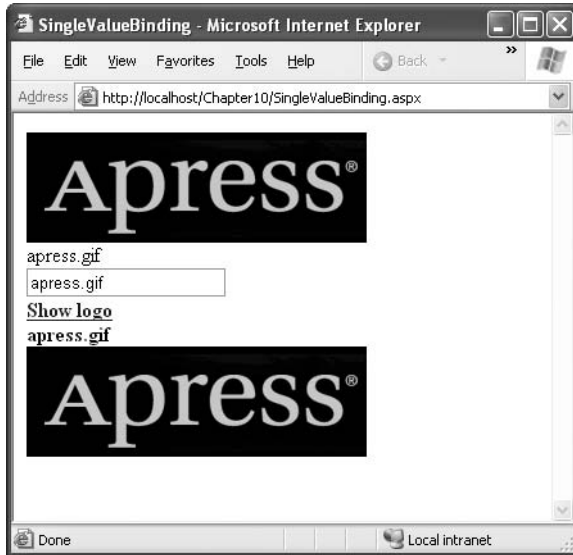 SingleValueBinding - Microsoft Internet Explorer
File Edit View Favorites Tools Help Back »
Address http://localhost/Chapter10/SingleValueBinding.aspx
Apress®
apress.gif
apress.gif
Show logo
apress.gif
Apress®
Done Local intranet